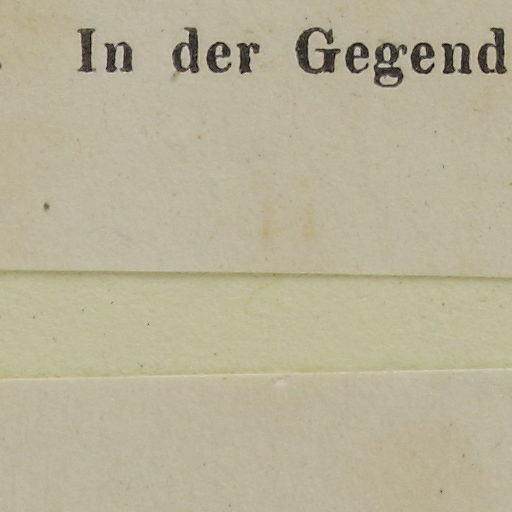 . In der Gegend